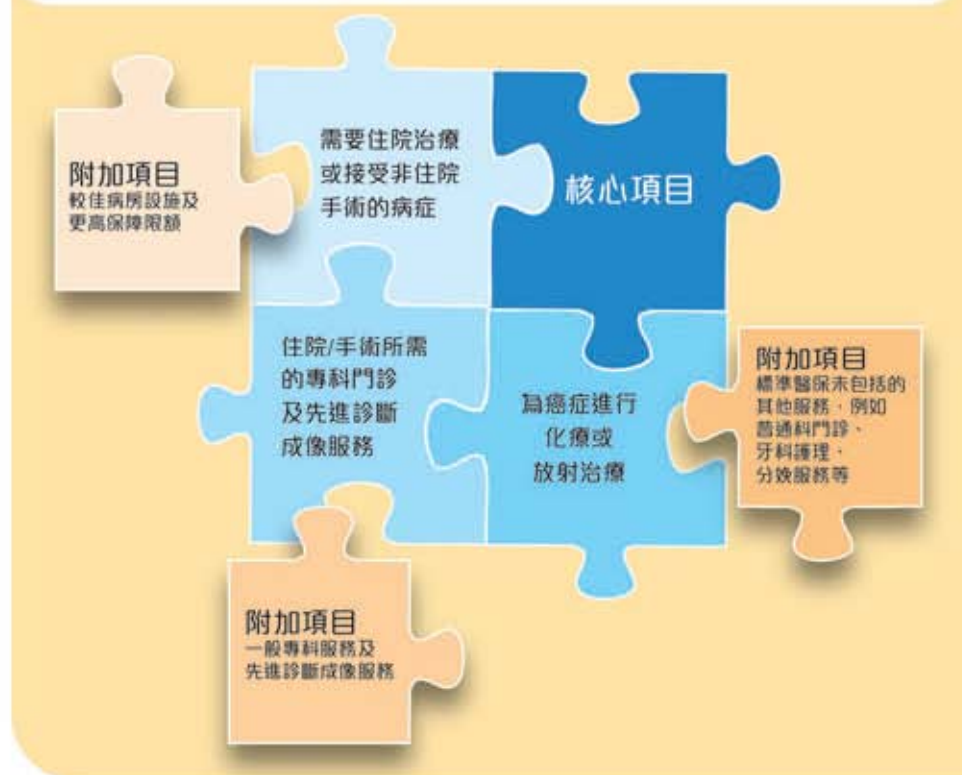 附加項目
較佳病房設施及
更高保障限額
需要住院治療
或接受非住院
手術的病症
核心項目
住院/手術所需
的專科門診
及先進診斷
成像服務
為癌症進行
化療或
放射治療
附加項目
標準醫保未包括的
其他服務，例如
普通科門診、
牙科護理、
分娩服務等
附加項目
一般專科服務及
先進診斷成像服務